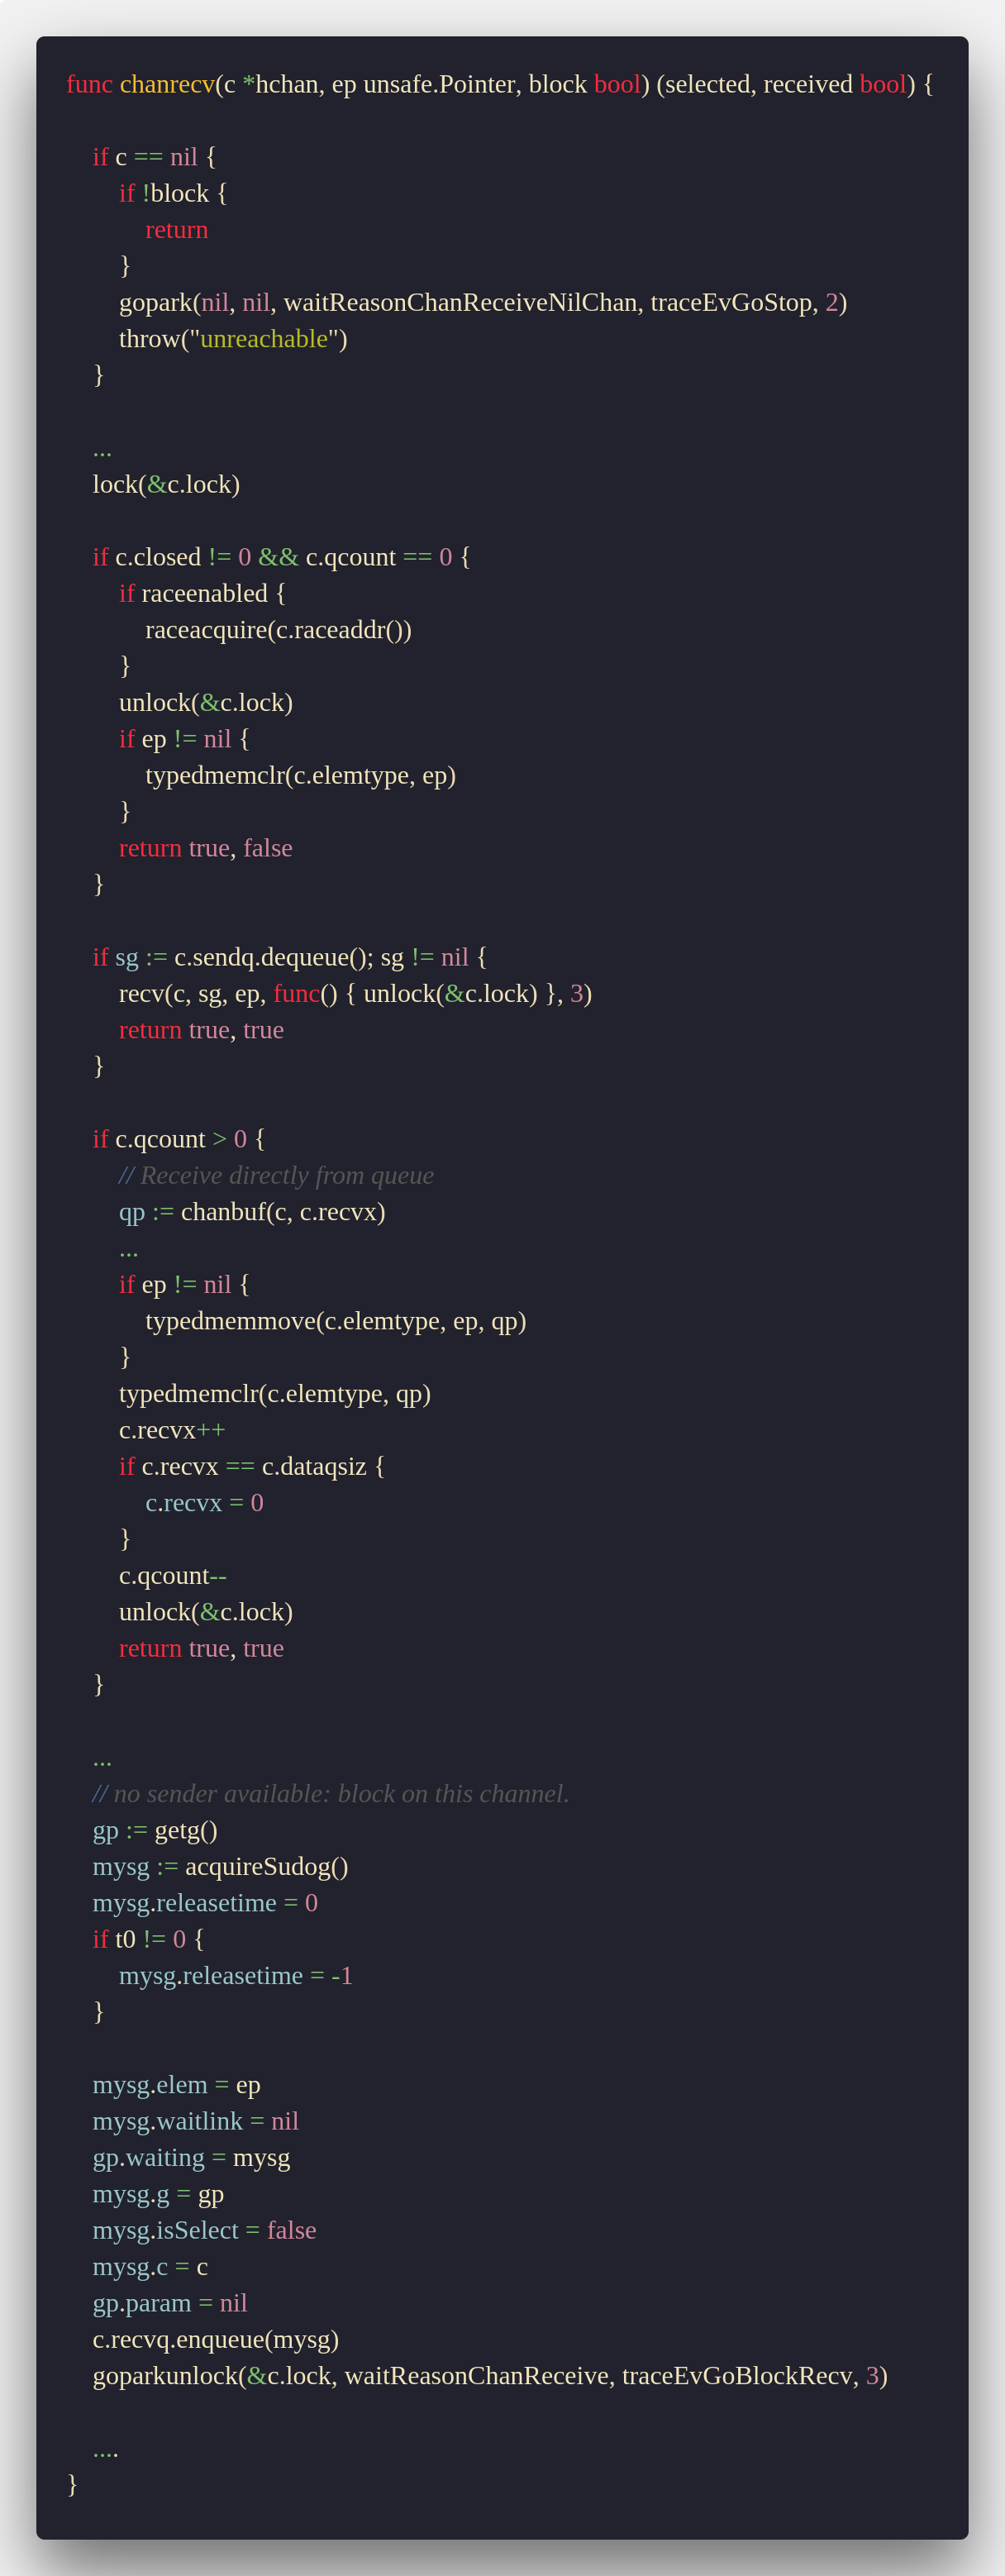 func chanrecv(c *hchan, ep unsafe.Pointer, block bool) (selected, received bool) {

    if c == nil {
        if !block {
            return
        }
        gopark(nil, nil, waitReasonChanReceiveNilChan, traceEvGoStop, 2)
        throw("unreachable")
    }

    ...
    lock(&c.lock)

    if c.closed != 0 && c.qcount == 0 {
        if raceenabled {
            raceacquire(c.raceaddr())
        }
        unlock(&c.lock)
        if ep != nil {
            typedmemclr(c.elemtype, ep)
        }
        return true, false
    }

    if sg := c.sendq.dequeue(); sg != nil {
        recv(c, sg, ep, func() { unlock(&c.lock) }, 3)
        return true, true
    }

    if c.qcount > 0 {
        // Receive directly from queue
        qp := chanbuf(c, c.recvx)
        ...
        if ep != nil {
            typedmemmove(c.elemtype, ep, qp)
        }
        typedmemclr(c.elemtype, qp)
        c.recvx++
        if c.recvx == c.dataqsiz {
            c.recvx = 0
        }
        c.qcount--
        unlock(&c.lock)
        return true, true
    }

    ...
    // no sender available: block on this channel.
    gp := getg()
    mysg := acquireSudog()
    mysg.releasetime = 0
    if t0 != 0 {
        mysg.releasetime = -1
    }

    mysg.elem = ep
    mysg.waitlink = nil
    gp.waiting = mysg
    mysg.g = gp
    mysg.isSelect = false
    mysg.c = c
    gp.param = nil
    c.recvq.enqueue(mysg)
    goparkunlock(&c.lock, waitReasonChanReceive, traceEvGoBlockRecv, 3)

    ....
}